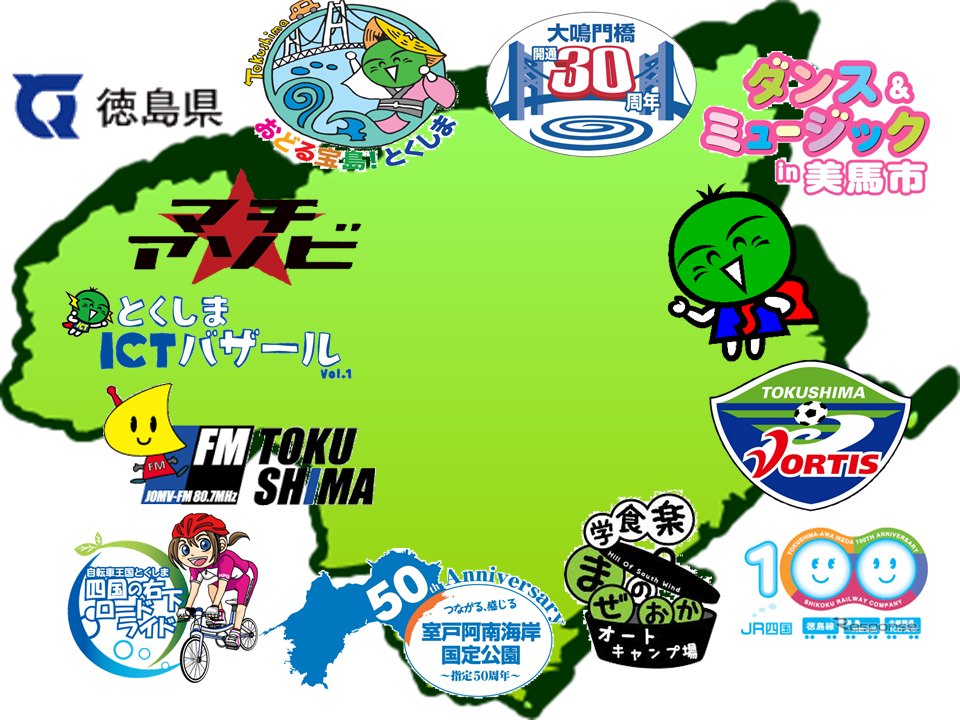 徳島県
Tokushima
おどる宝島!とくしま
大鳴門橋
開通
30
周年
ダンス&
ミュージック
in美馬市
マチ
アソビ
とくしま
ICTバザール
Vol.1
FM
FM
JOMV-FM 80.7MHz
TOKU
SHIMA
TOKUSHIMA
VORTIS
自転車王国とくしま
四国の右下
ロード
ライド
50th Anniversary
つながる、感じる
室戸阿南海岸
国定公園
〜指定50周年〜
学食楽
Hill Of South Wind
まぜのおか
オート
キャンプ場
TOKUSHIMA-AWA IKEDA 100TH ANNIVERSARY
100
SHIKOKU RAILWAY COMPANY
JR四国
徳島線
Response.